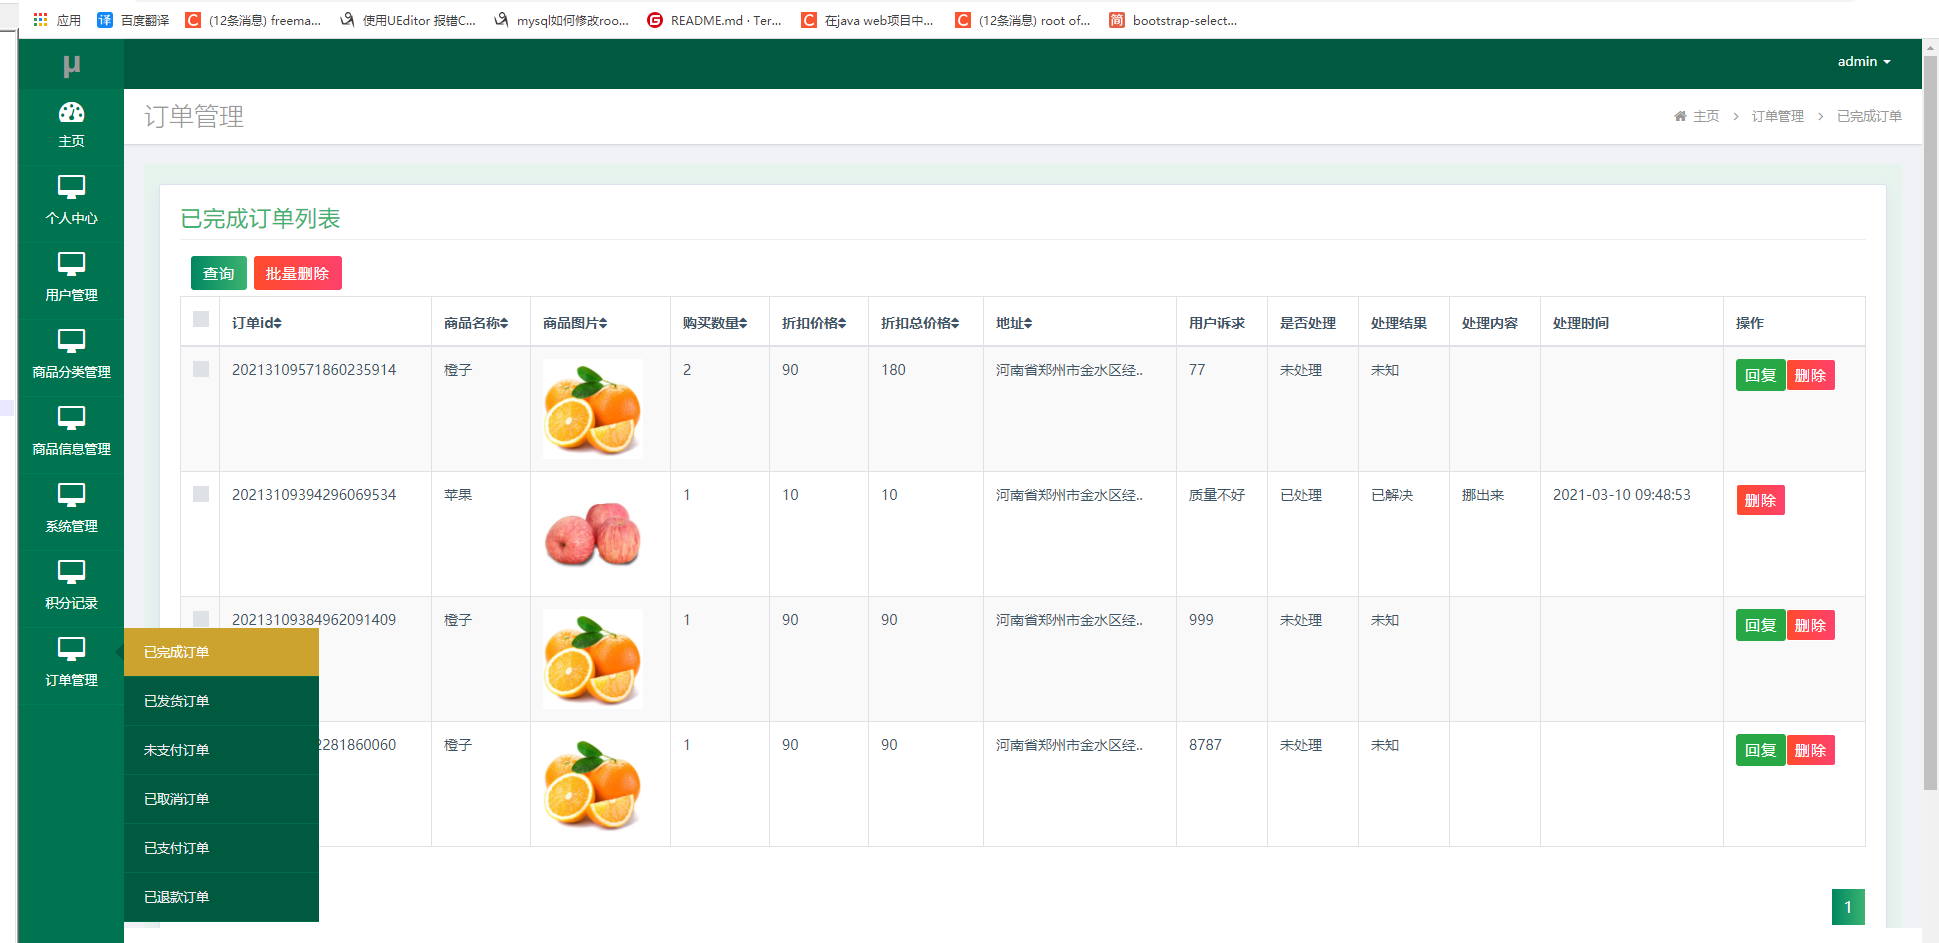 应用 百度翻译 (12条消息) freema... 使用UEditor 报错C... mysql如何修改roo... README.md · Ter... 在java web项目中... (12条消息) root of... bootstrap-select...
μ admin
订单管理 主页 > 订单管理 > 已完成订单
主页
个人中心
用户管理
商品分类管理
商品信息管理
系统管理
积分记录
订单管理
已完成订单
已发货订单
未支付订单
已取消订单
已支付订单
已退款订单
已完成订单列表
查询 批量删除
订单id 商品名称 商品图片 购买数量 折扣价格 折扣总价格 地址 用户诉求 是否处理 处理结果 处理内容 处理时间 操作
20213109571860235914 橙子 2 90 180 河南省郑州市金水区经.. 77 未处理 未知 回复 删除
20213109394296069534 苹果 1 10 10 河南省郑州市金水区经.. 质量不好 已处理 已解决 挪出来 2021-03-10 09:48:53 删除
20213109384962091409 橙子 1 90 90 河南省郑州市金水区经.. 999 未处理 未知 回复 删除
2281860060 橙子 1 90 90 河南省郑州市金水区经.. 8787 未处理 未知 回复 删除
1